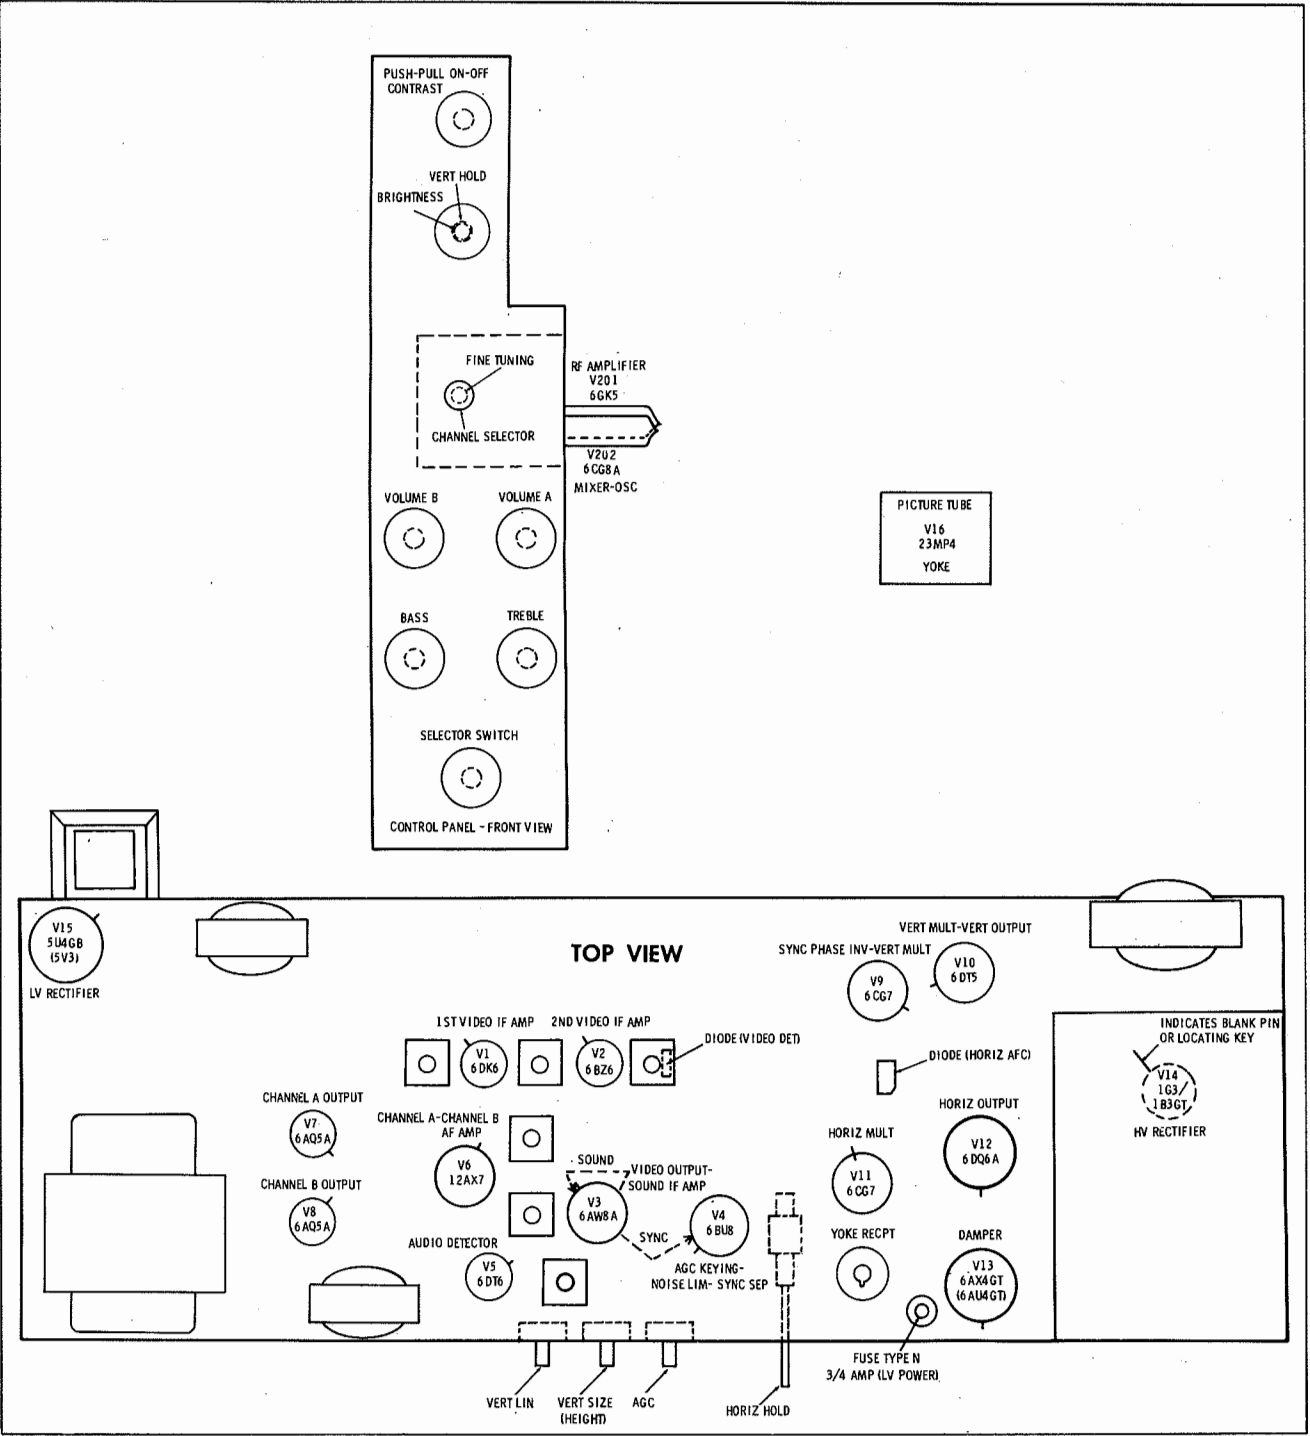 PUSH-PULL ON-OFF
CONTRAST
VERT HOLD
BRIGHTNESS
FINE TUNING
CHANNEL SELECTOR
RF AMPLIFIER
V201
6GK5
V202
6CG8A
MIXER-OSC
VOLUME B
VOLUME A
BASS
TREBLE
SELECTOR SWITCH
CONTROL PANEL - FRONT VIEW
PICTURE TUBE
V16
23MP4
YOKE
V15
5U4GB
(5V3)
LV RECTIFIER
TOP VIEW
VERT MULT-VERT OUTPUT
V10
6DT5
SYNC PHASE INV-VERT MULT
V9
6CG7
1ST VIDEO IF AMP
V1
6DK6
2ND VIDEO IF AMP
V2
6BZ6
DIODE (VIDEO DET)
DIODE (HORIZ AFC)
INDICATES BLANK PIN
OR LOCATING KEY
V14
1G3/
1B3GT
HV RECTIFIER
CHANNEL A OUTPUT
V7
6AQ5A
CHANNEL A-CHANNEL B
AF AMP
V6
12AX7
HORIZ OUTPUT
V12
6DQ6A
HORIZ MULT
V11
6CG7
SOUND
VIDEO OUTPUT-
SOUND IF AMP
V3
6AW8A
CHANNEL B OUTPUT
V8
6AQ5A
SYNC
V4
6BU8
AGC KEYING-
NOISE LIM- SYNC SEP
AUDIO DETECTOR
V5
6DT6
YOKE RECPT
DAMPER
V13
6AX4GT
(6AU4GT)
FUSE TYPE N
3/4 AMP (LV POWER)
VERT LIN
VERT SIZE
(HEIGHT)
AGC
HORIZ HOLD